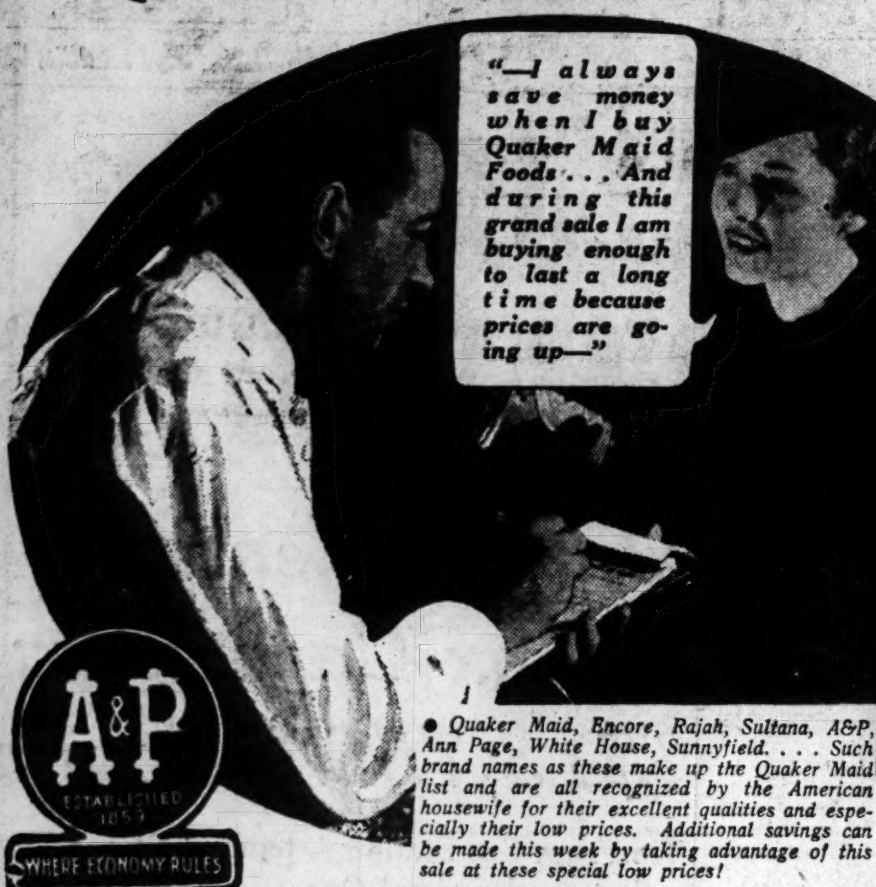 "—I always
save money
when I buy
Quaker Maid
Foods . . . And
during this
grand sale I am
buying enough
to last a long
time because
prices are go-
ing up—"
A&P
ESTABLISHED
1859
WHERE ECONOMY RULES
● Quaker Maid, Encore, Rajah, Sultana, A&P,
Ann Page, White House, Sunnyfield. . . . Such
brand names as these make up the Quaker Maid
list and are all recognized by the American
housewife for their excellent qualities and espe-
cially their low prices. Additional savings can
be made this week by taking advantage of this
sale at these special low prices!